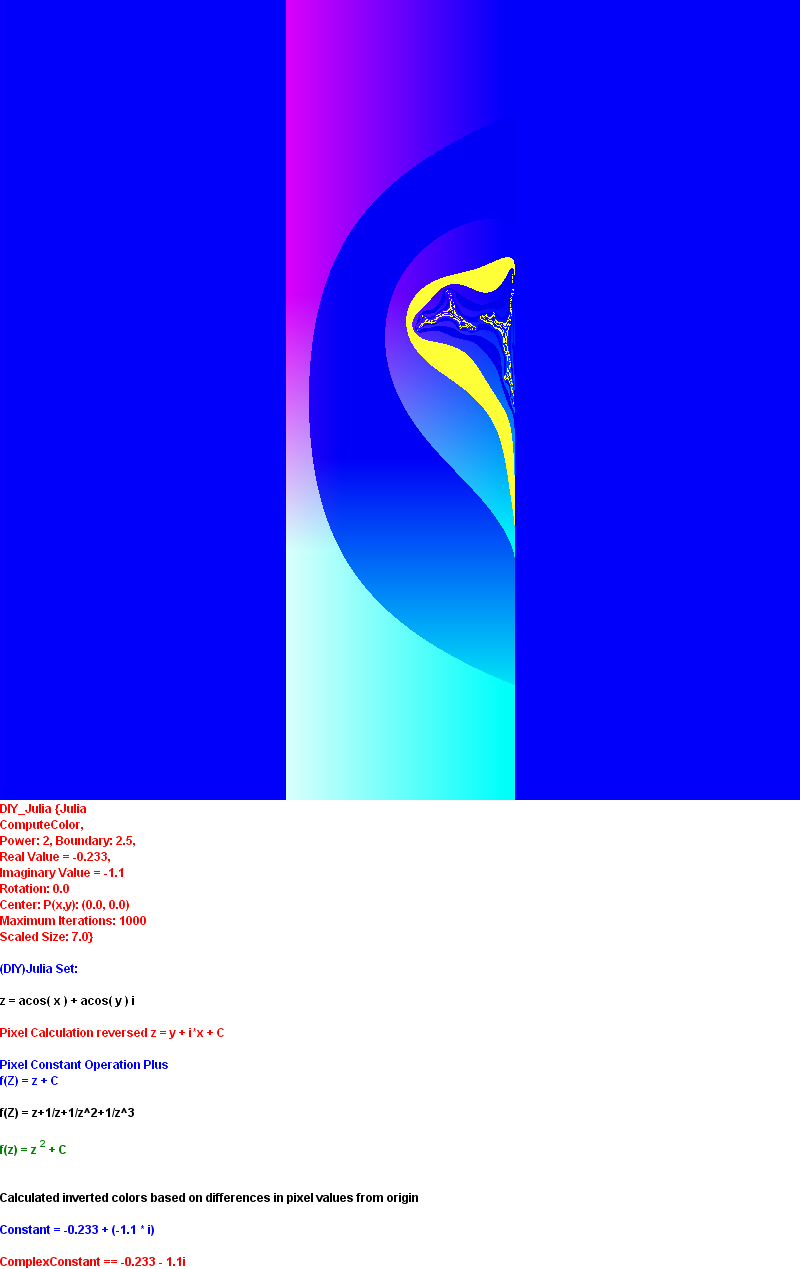 DIY_Julia {Julia
ComputeColor,
Power: 2, Boundary: 2.5,
Real Value = -0.233,
Imaginary Value = -1.1
Rotation: 0.0
Center: P(x,y): (0.0, 0.0)
Maximum Iterations: 1000
Scaled Size: 7.0}
(DIY)Julia Set:
z = acos( x ) + acos( y ) i
Pixel Calculation reversed z = y + i*x + C
Pixel Constant Operation Plus
f(Z) = z + C
f(Z) = z+1/z+1/z^2+1/z^3
f(z) = z 2 + C
Calculated inverted colors based on differences in pixel values from origin
Constant = -0.233 + (-1.1 * i)
ComplexConstant == -0.233 - 1.1i